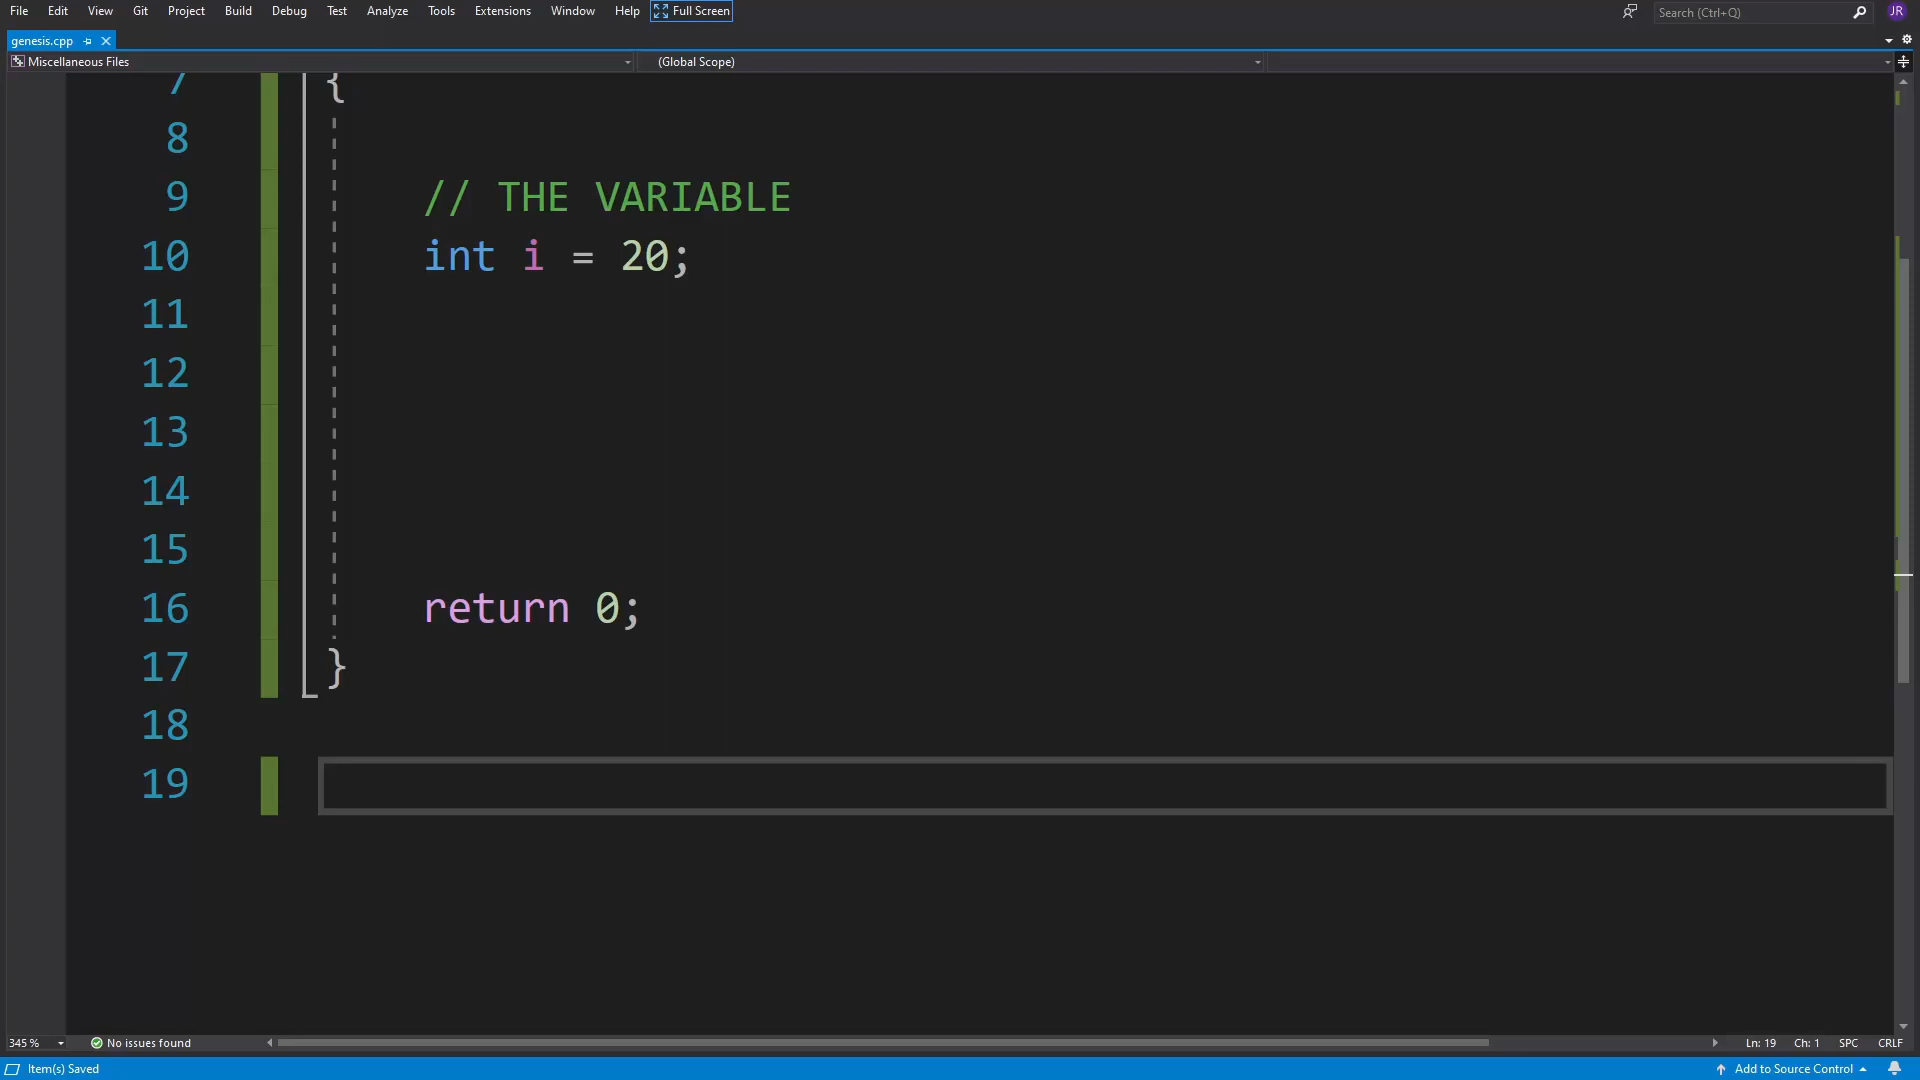 File Edit View Git Project Build Debug Test Analyze Tools Extensions Window Help Full Screen Search (Ctrl+Q) JR
genesis.cpp
Miscellaneous Files (Global Scope)
7 {
8
9 // THE VARIABLE
10 int i = 20;
11
12
13
14
15
16 return 0;
17 }
18
19
345 % No issues found Ln: 19 Ch: 1 SPC CRLF
Item(s) Saved Add to Source Control